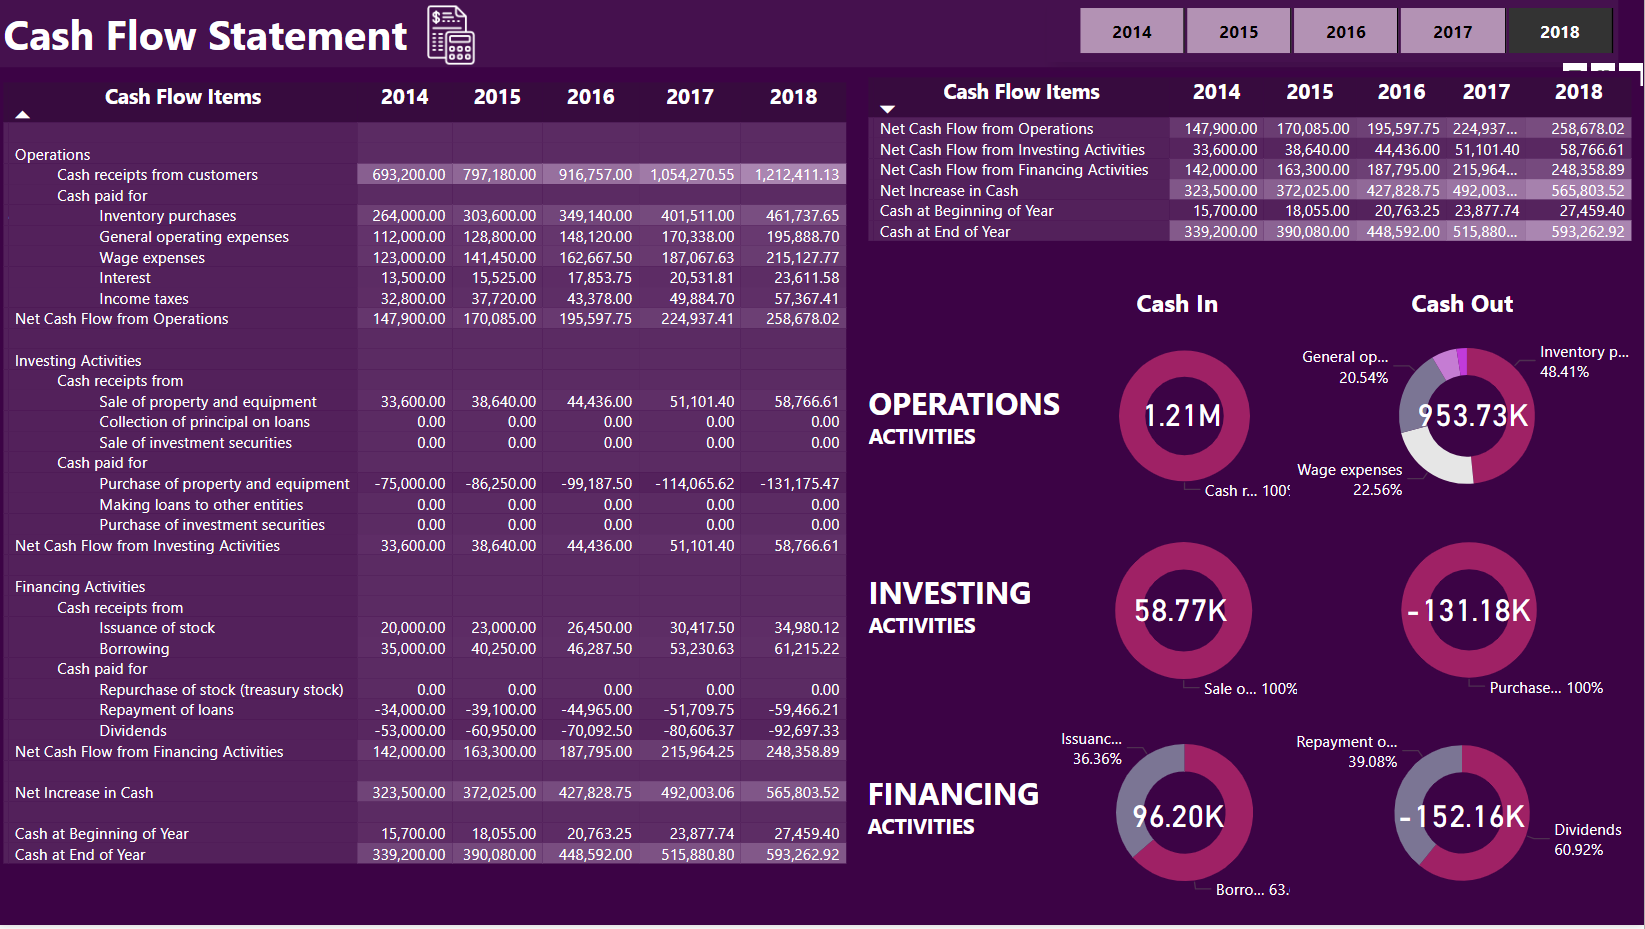 Cash Flow Statement
2014 2015 2016 2017 2018
Cash Flow Items 2014 2015 2016 2017 2018
Operations
Cash receipts from customers 693,200.00 797,180.00 916,757.00 1,054,270.55 1,212,411.13
Cash paid for
Inventory purchases 264,000.00 303,600.00 349,140.00 401,511.00 461,737.65
General operating expenses 112,000.00 128,800.00 148,120.00 170,338.00 195,888.70
Wage expenses 123,000.00 141,450.00 162,667.50 187,067.63 215,127.77
Interest 13,500.00 15,525.00 17,853.75 20,531.81 23,611.58
Income taxes 32,800.00 37,720.00 43,378.00 49,884.70 57,367.41
Net Cash Flow from Operations 147,900.00 170,085.00 195,597.75 224,937.41 258,678.02
Investing Activities
Cash receipts from
Sale of property and equipment 33,600.00 38,640.00 44,436.00 51,101.40 58,766.61
Collection of principal on loans 0.00 0.00 0.00 0.00 0.00
Sale of investment securities 0.00 0.00 0.00 0.00 0.00
Cash paid for
Purchase of property and equipment -75,000.00 -86,250.00 -99,187.50 -114,065.62 -131,175.47
Making loans to other entities 0.00 0.00 0.00 0.00 0.00
Purchase of investment securities 0.00 0.00 0.00 0.00 0.00
Net Cash Flow from Investing Activities 33,600.00 38,640.00 44,436.00 51,101.40 58,766.61
Financing Activities
Cash receipts from
Issuance of stock 20,000.00 23,000.00 26,450.00 30,417.50 34,980.12
Borrowing 35,000.00 40,250.00 46,287.50 53,230.63 61,215.22
Cash paid for
Repurchase of stock (treasury stock) 0.00 0.00 0.00 0.00 0.00
Repayment of loans -34,000.00 -39,100.00 -44,965.00 -51,709.75 -59,466.21
Dividends -53,000.00 -60,950.00 -70,092.50 -80,606.37 -92,697.33
Net Cash Flow from Financing Activities 142,000.00 163,300.00 187,795.00 215,964.25 248,358.89
Net Increase in Cash 323,500.00 372,025.00 427,828.75 492,003.06 565,803.52
Cash at Beginning of Year 15,700.00 18,055.00 20,763.25 23,877.74 27,459.40
Cash at End of Year 339,200.00 390,080.00 448,592.00 515,880.80 593,262.92
Cash Flow Items 2014 2015 2016 2017 2018
Net Cash Flow from Operations 147,900.00 170,085.00 195,597.75 224,937... 258,678.02
Net Cash Flow from Investing Activities 33,600.00 38,640.00 44,436.00 51,101.40 58,766.61
Net Cash Flow from Financing Activities 142,000.00 163,300.00 187,795.00 215,964... 248,358.89
Net Increase in Cash 323,500.00 372,025.00 427,828.75 492,003... 565,803.52
Cash at Beginning of Year 15,700.00 18,055.00 20,763.25 23,877.74 27,459.40
Cash at End of Year 339,200.00 390,080.00 448,592.00 515,880... 593,262.92
Cash In
Cash Out
OPERATIONS
ACTIVITIES
1.21M
Cash r... 100%
General op...
20.54%
Inventory p...
48.41%
953.73K
Wage expenses
22.56%
INVESTING
ACTIVITIES
58.77K
Sale o... 100%
-131.18K
Purchase... 100%
FINANCING
ACTIVITIES
Issuanc...
36.36%
96.20K
Borro... 63.
Repayment o...
39.08%
-152.16K
Dividends
60.92%